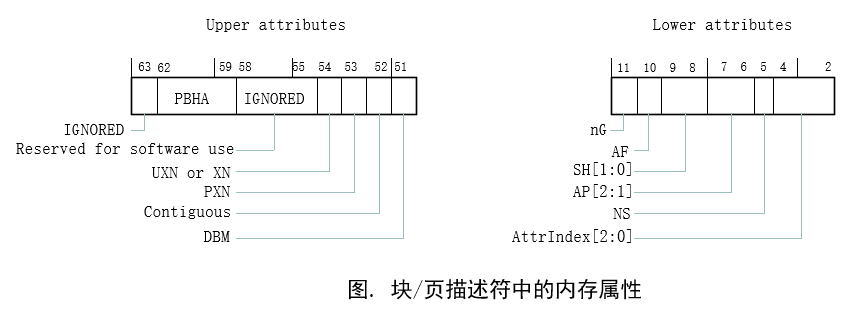 Upper attributes
Lower attributes
63 62 59 58 55 54 53 52 51
11 10 9 8 7 6 5 4 2
PBHA IGNORED
IGNORED
Reserved for software use
UXN or XN
PXN
Contiguous
DBM
nG
AF
SH[1:0]
AP[2:1]
NS
AttrIndex[2:0]
图. 块/页描述符中的内存属性